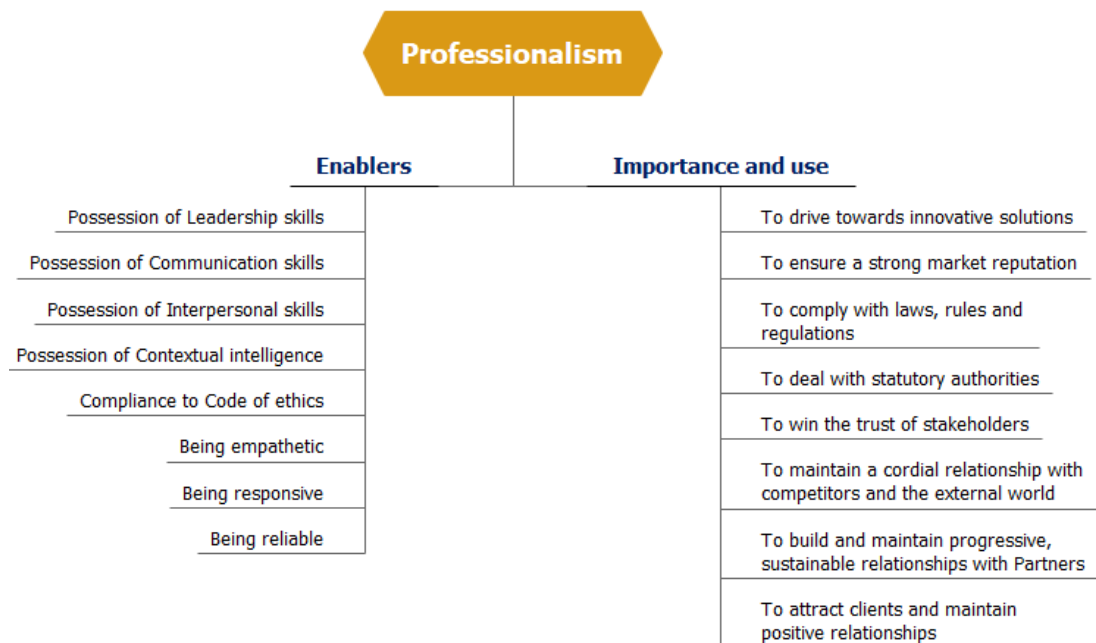 Professionalism
Enablers
Possession of Leadership skills
Possession of Communication skills
Possession of Interpersonal skills
Possession of Contextual intelligence
Compliance to Code of ethics
Being empathetic
Being responsive
Being reliable
Importance and use
To drive towards innovative solutions
To ensure a strong market reputation
To comply with laws, rules and
regulations
To deal with statutory authorities
To win the trust of stakeholders
To maintain a cordial relationship with
competitors and the external world
To build and maintain progressive,
sustainable relationships with Partners
To attract clients and maintain
positive relationships